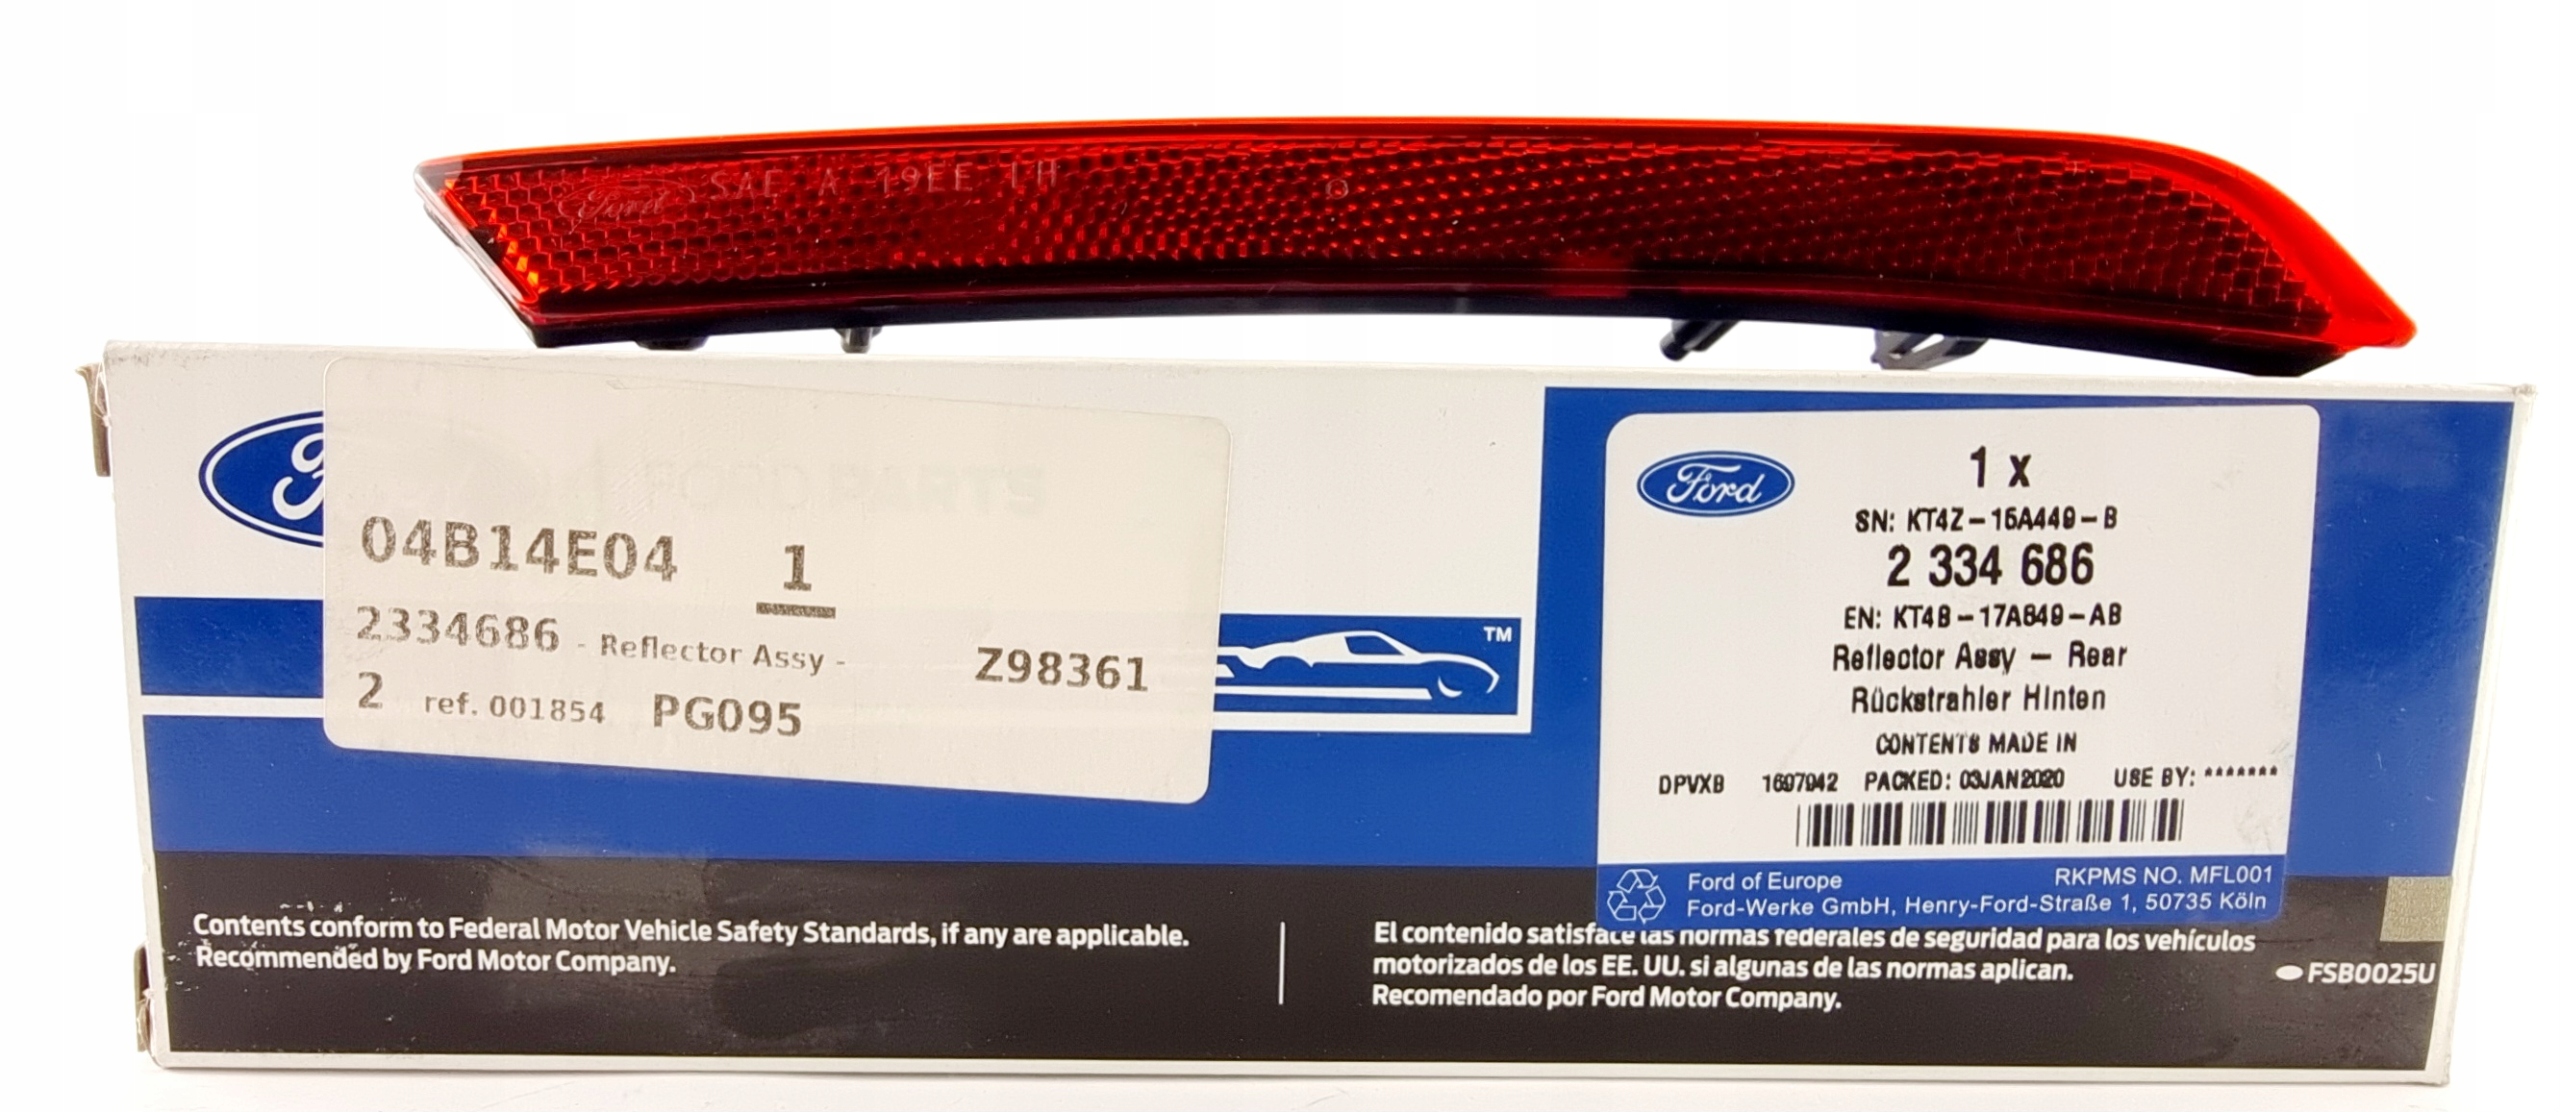 Ford SAE A 19EE LH
04B14E04 1
2334686 - Reflector Assy -
Z98361
2 ref. 001854 PG095
TM
Ford
1 x
SN: KT4Z-15A449-B
2 334 686
EN: KT4B-17A849-AB
Reflector Assy - Rear
Rückstrahler Hinten
CONTENTS MADE IN
DPVXB 1697942 PACKED: 03JAN2020 USE BY: *******
Ford of Europe RKPMS NO. MFL001
Ford-Werke GmbH, Henry-Ford-Straße 1, 50735 Köln
Contents conform to Federal Motor Vehicle Safety Standards, if any are applicable.
Recommended by Ford Motor Company.
El contenido satisface las normas federales de seguridad para los vehículos
motorizados de los EE. UU. si algunas de las normas aplican.
Recomendado por Ford Motor Company.
FSB0025U